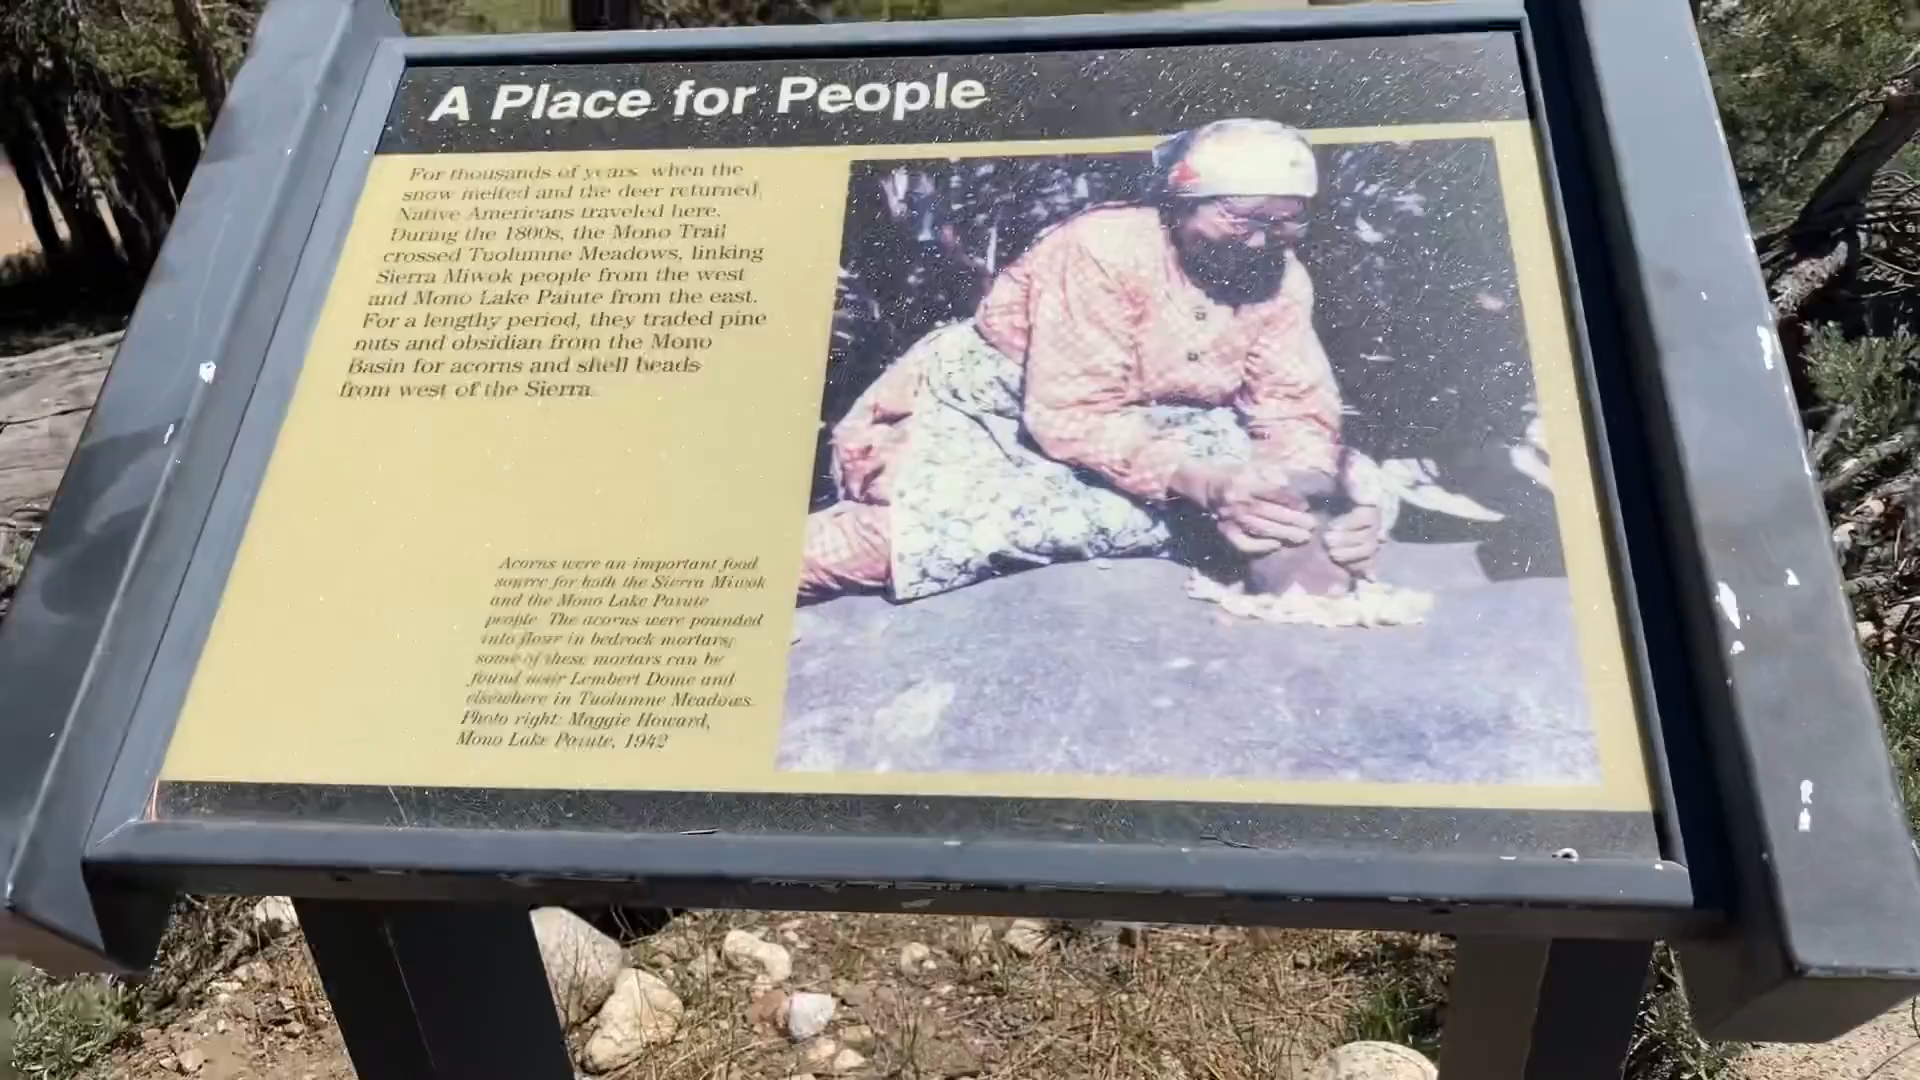 A Place for People
For thousands of years when the
snow melted and the deer returned,
Native Americans traveled here.
During the 1800s, the Mono Trail
crossed Tuolumne Meadows, linking
Sierra Miwok people from the west
and Mono Lake Paiute from the east.
For a lengthy period, they traded pine
nuts and obsidian from the Mono
Basin for acorns and shell beads
from west of the Sierra.
Acorns were an important food
source for both the Sierra Miwok
and the Mono Lake Paiute
people. The acorns were pounded
into flour in bedrock mortars;
some of these mortars can be
found near Lembert Dome and
elsewhere in Tuolumne Meadows.
Photo right: Maggie Howard,
Mono Lake Paiute, 1942